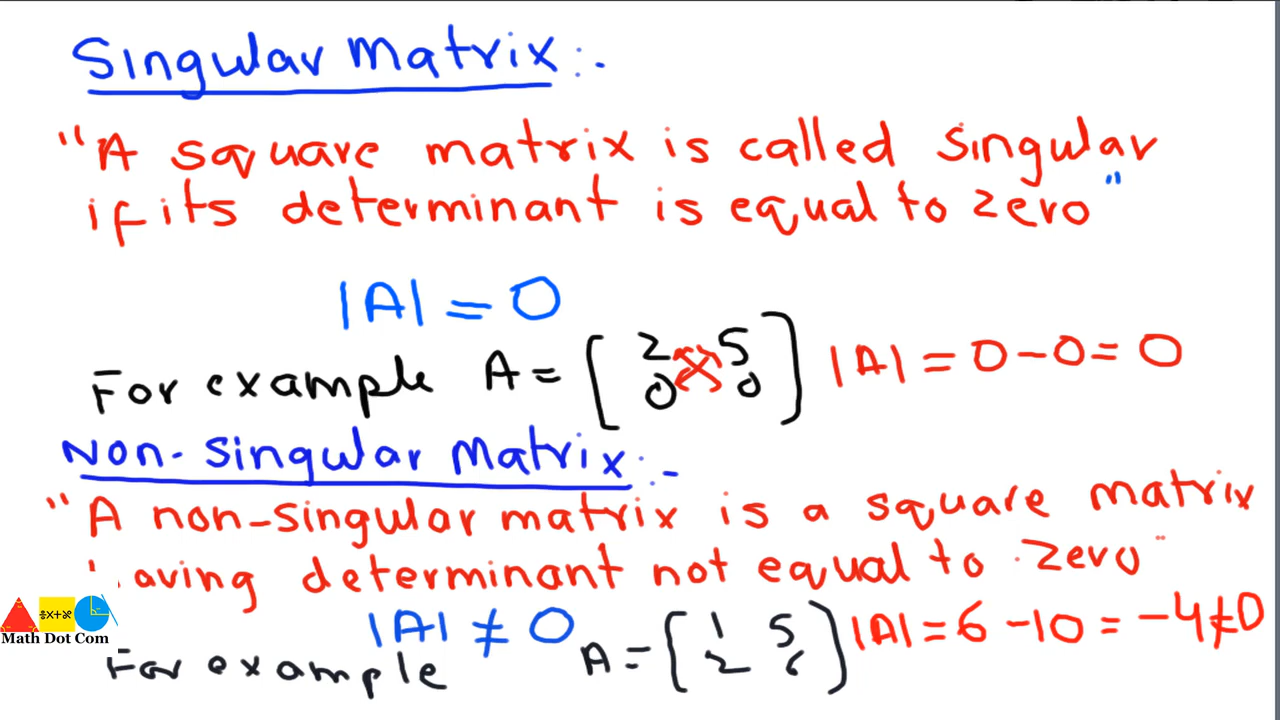 Singular Matrix:-
"A square matrix is called singular
if its determinant is equal to zero"
|A| = 0
For example A = [2 5
0 0] |A| = 0 - 0 = 0
Non-singular Matrix:-
"A non-singular matrix is a square matrix
having determinant not equal to zero"
|A| ≠ 0
For example A = [1 5
2 6] |A| = 6 - 10 = -4 ≠ 0
÷x+x
Math Dot Com